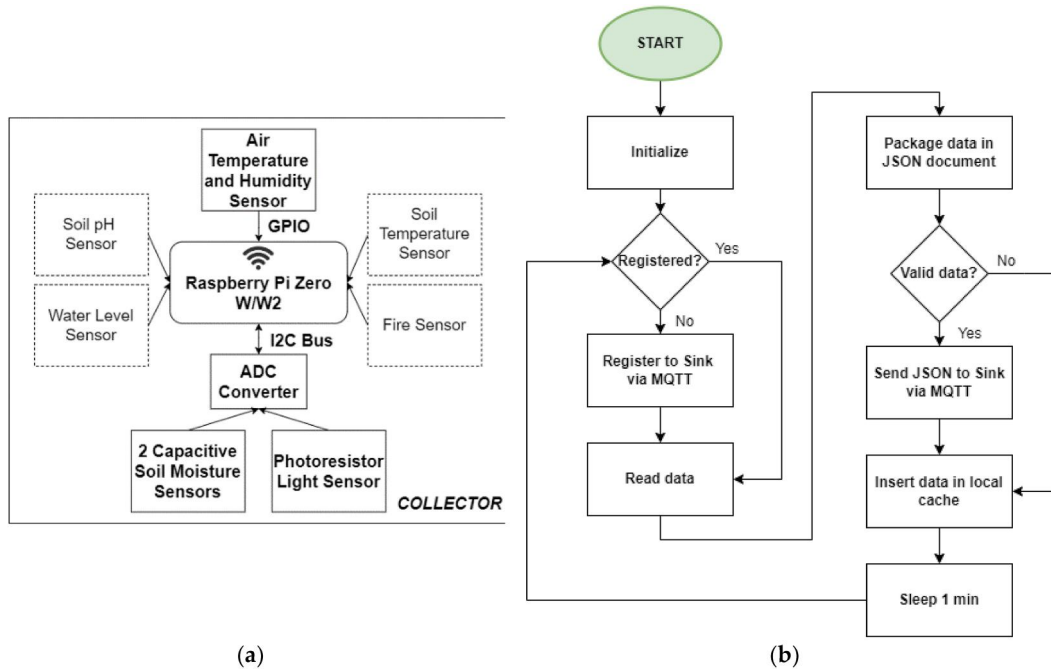 Air
Temperature
and Humidity
Sensor
GPIO
Soil pH
Sensor
Soil
Temperature
Sensor
Raspberry Pi Zero
W/W2
Water Level
Sensor
Fire Sensor
I2C Bus
ADC
Converter
2 Capacitive
Soil Moisture
Sensors
Photoresistor
Light Sensor
COLLECTOR
(a)
START
Initialize
Registered?
Yes
No
Register to Sink
via MQTT
Read data
Package data in
JSON document
Valid data?
No
Yes
Send JSON to Sink
via MQTT
Insert data in local
cache
Sleep 1 min
(b)